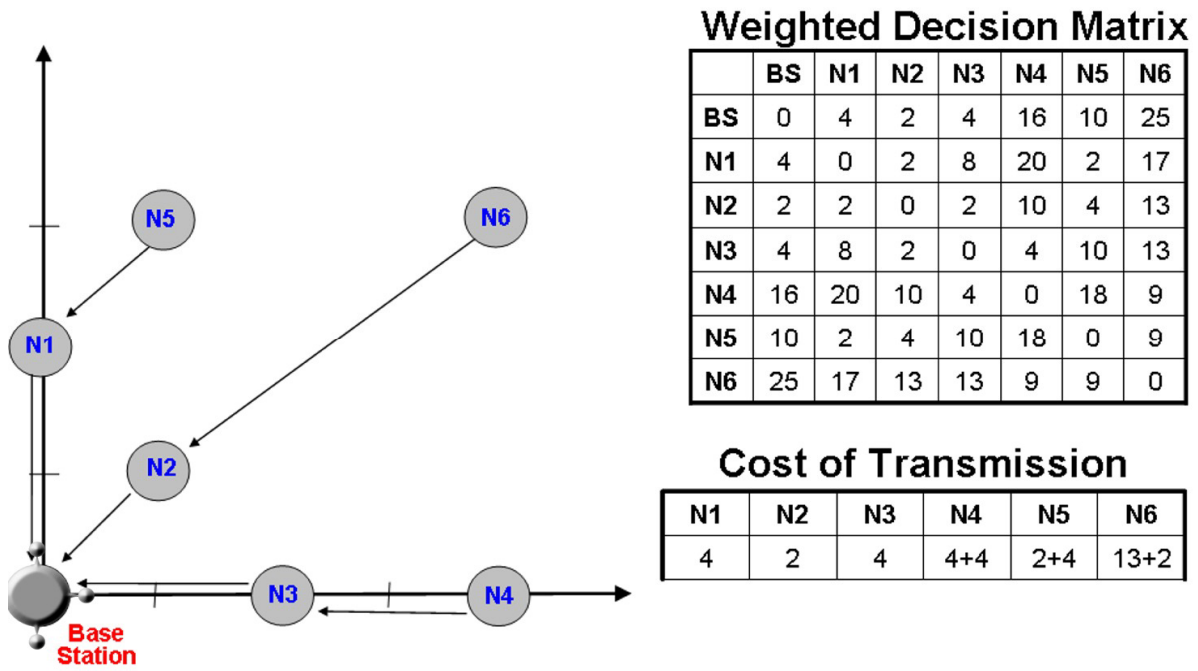 Weighted Decision Matrix
BS N1 N2 N3 N4 N5 N6
BS 0 4 2 4 16 10 25
N1 4 0 2 8 20 2 17
N2 2 2 0 2 10 4 13
N3 4 8 2 0 4 10 13
N4 16 20 10 4 0 18 9
N5 10 2 4 10 18 0 9
N6 25 17 13 13 9 9 0
Cost of Transmission
N1 N2 N3 N4 N5 N6
4 2 4 4+4 2+4 13+2
N5 N6
N1
N2
N3 N4
Base
Station